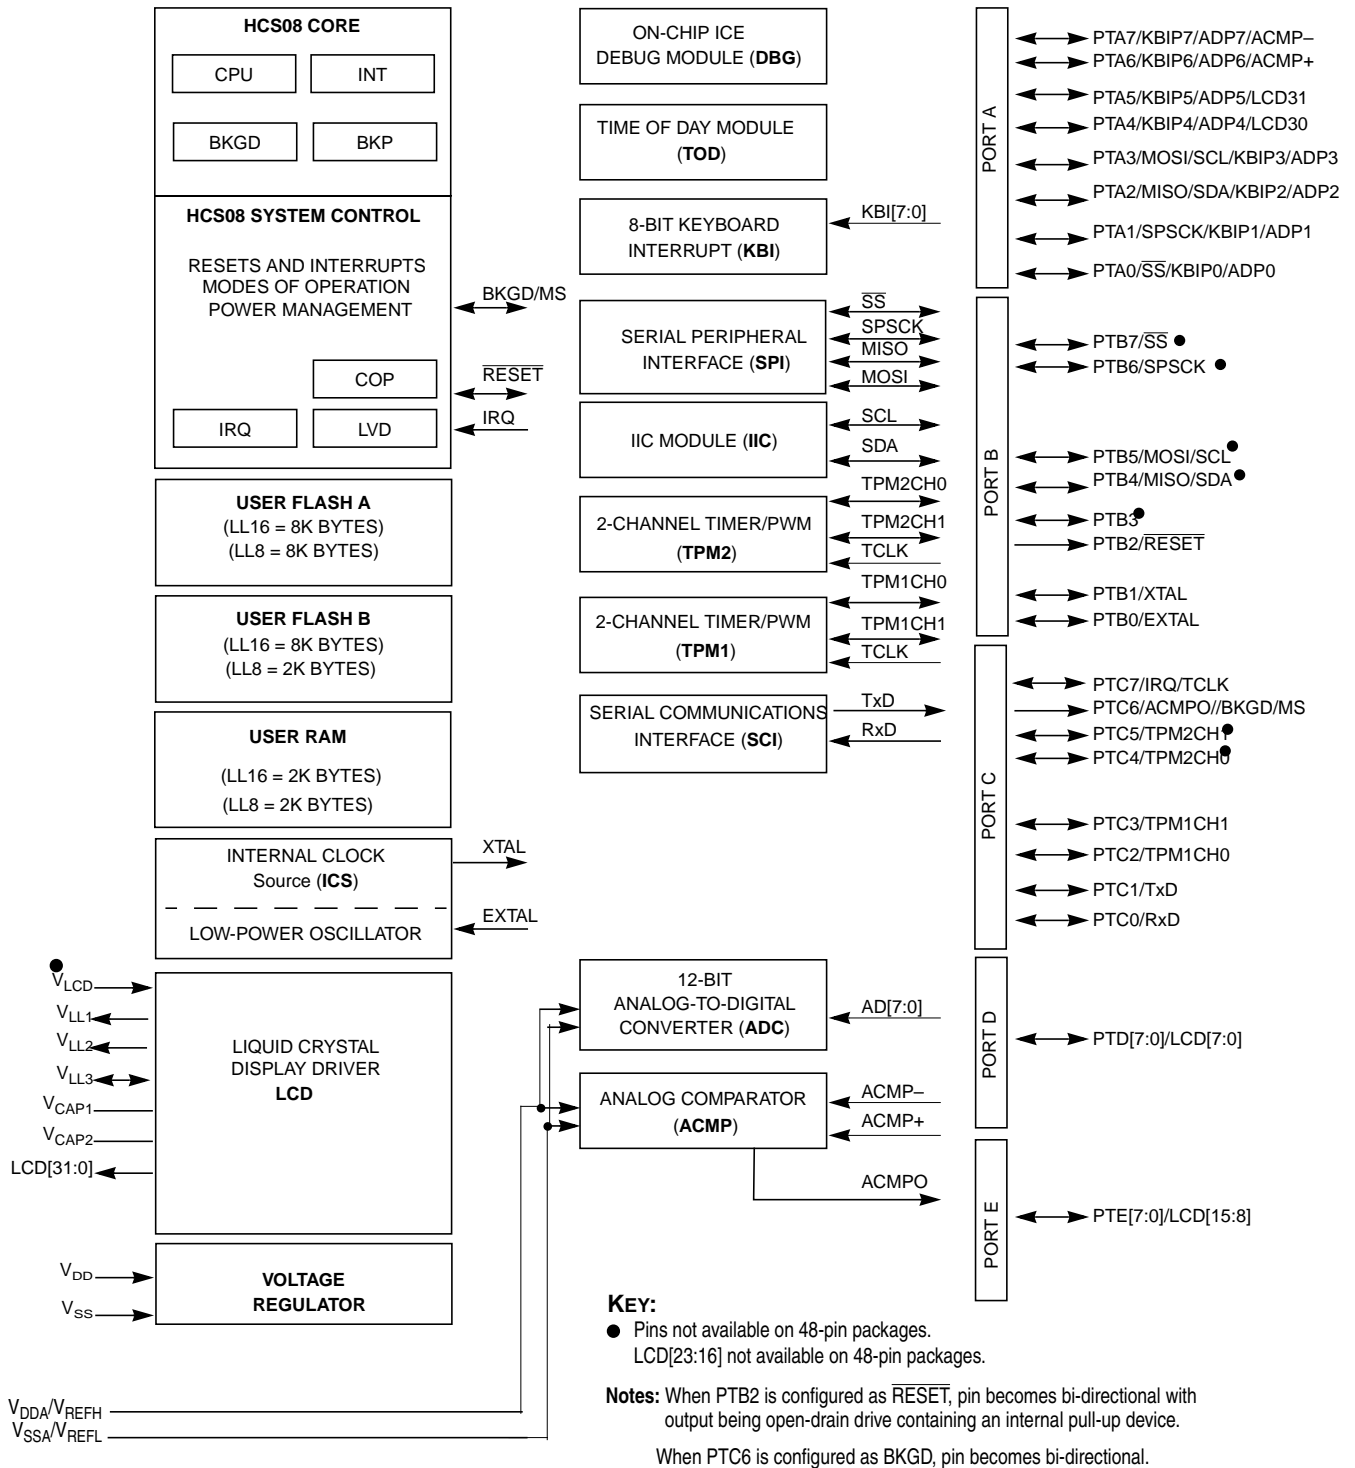 HCS08 CORE
CPU
INT
BKGD
BKP
HCS08 SYSTEM CONTROL
RESETS AND INTERRUPTS
MODES OF OPERATION
POWER MANAGEMENT
BKGD/MS
COP
RESET
IRQ
LVD
IRQ
USER FLASH A
(LL16 = 8K BYTES)
(LL8 = 8K BYTES)
USER FLASH B
(LL16 = 8K BYTES)
(LL8 = 2K BYTES)
USER RAM
(LL16 = 2K BYTES)
(LL8 = 2K BYTES)
INTERNAL CLOCK
Source (ICS)
LOW-POWER OSCILLATOR
XTAL
EXTAL
VLCD
VLL1
VLL2
VLL3
VCAP1
VCAP2
LCD[31:0]
LIQUID CRYSTAL
DISPLAY DRIVER
LCD
VDD
VSS
VOLTAGE
REGULATOR
VDDA/VREFH
VSSA/VREFL
ON-CHIP ICE
DEBUG MODULE (DBG)
TIME OF DAY MODULE
(TOD)
8-BIT KEYBOARD
INTERRUPT (KBI)
KBI[7:0]
SERIAL PERIPHERAL
INTERFACE (SPI)
SS
SPSCK
MISO
MOSI
IIC MODULE (IIC)
SCL
SDA
2-CHANNEL TIMER/PWM
(TPM2)
TPM2CH0
TPM2CH1
TCLK
2-CHANNEL TIMER/PWM
(TPM1)
TPM1CH0
TPM1CH1
TCLK
SERIAL COMMUNICATIONS
INTERFACE (SCI)
TxD
RxD
12-BIT
ANALOG-TO-DIGITAL
CONVERTER (ADC)
AD[7:0]
ANALOG COMPARATOR
(ACMP)
ACMP–
ACMP+
ACMPO
PORT A
PTA7/KBIP7/ADP7/ACMP–
PTA6/KBIP6/ADP6/ACMP+
PTA5/KBIP5/ADP5/LCD31
PTA4/KBIP4/ADP4/LCD30
PTA3/MOSI/SCL/KBIP3/ADP3
PTA2/MISO/SDA/KBIP2/ADP2
PTA1/SPSCK/KBIP1/ADP1
PTA0/SS/KBIP0/ADP0
PORT B
PTB7/SS ●
PTB6/SPSCK ●
PTB5/MOSI/SCL●
PTB4/MISO/SDA●
PTB3●
PTB2/RESET
PTB1/XTAL
PTB0/EXTAL
PORT C
PTC7/IRQ/TCLK
PTC6/ACMPO//BKGD/MS
PTC5/TPM2CH1●
PTC4/TPM2CH0●
PTC3/TPM1CH1
PTC2/TPM1CH0
PTC1/TxD
PTC0/RxD
PORT D
PTD[7:0]/LCD[7:0]
PORT E
PTE[7:0]/LCD[15:8]
KEY:
● Pins not available on 48-pin packages.
LCD[23:16] not available on 48-pin packages.
Notes: When PTB2 is configured as RESET, pin becomes bi-directional with
output being open-drain drive containing an internal pull-up device.
When PTC6 is configured as BKGD, pin becomes bi-directional.